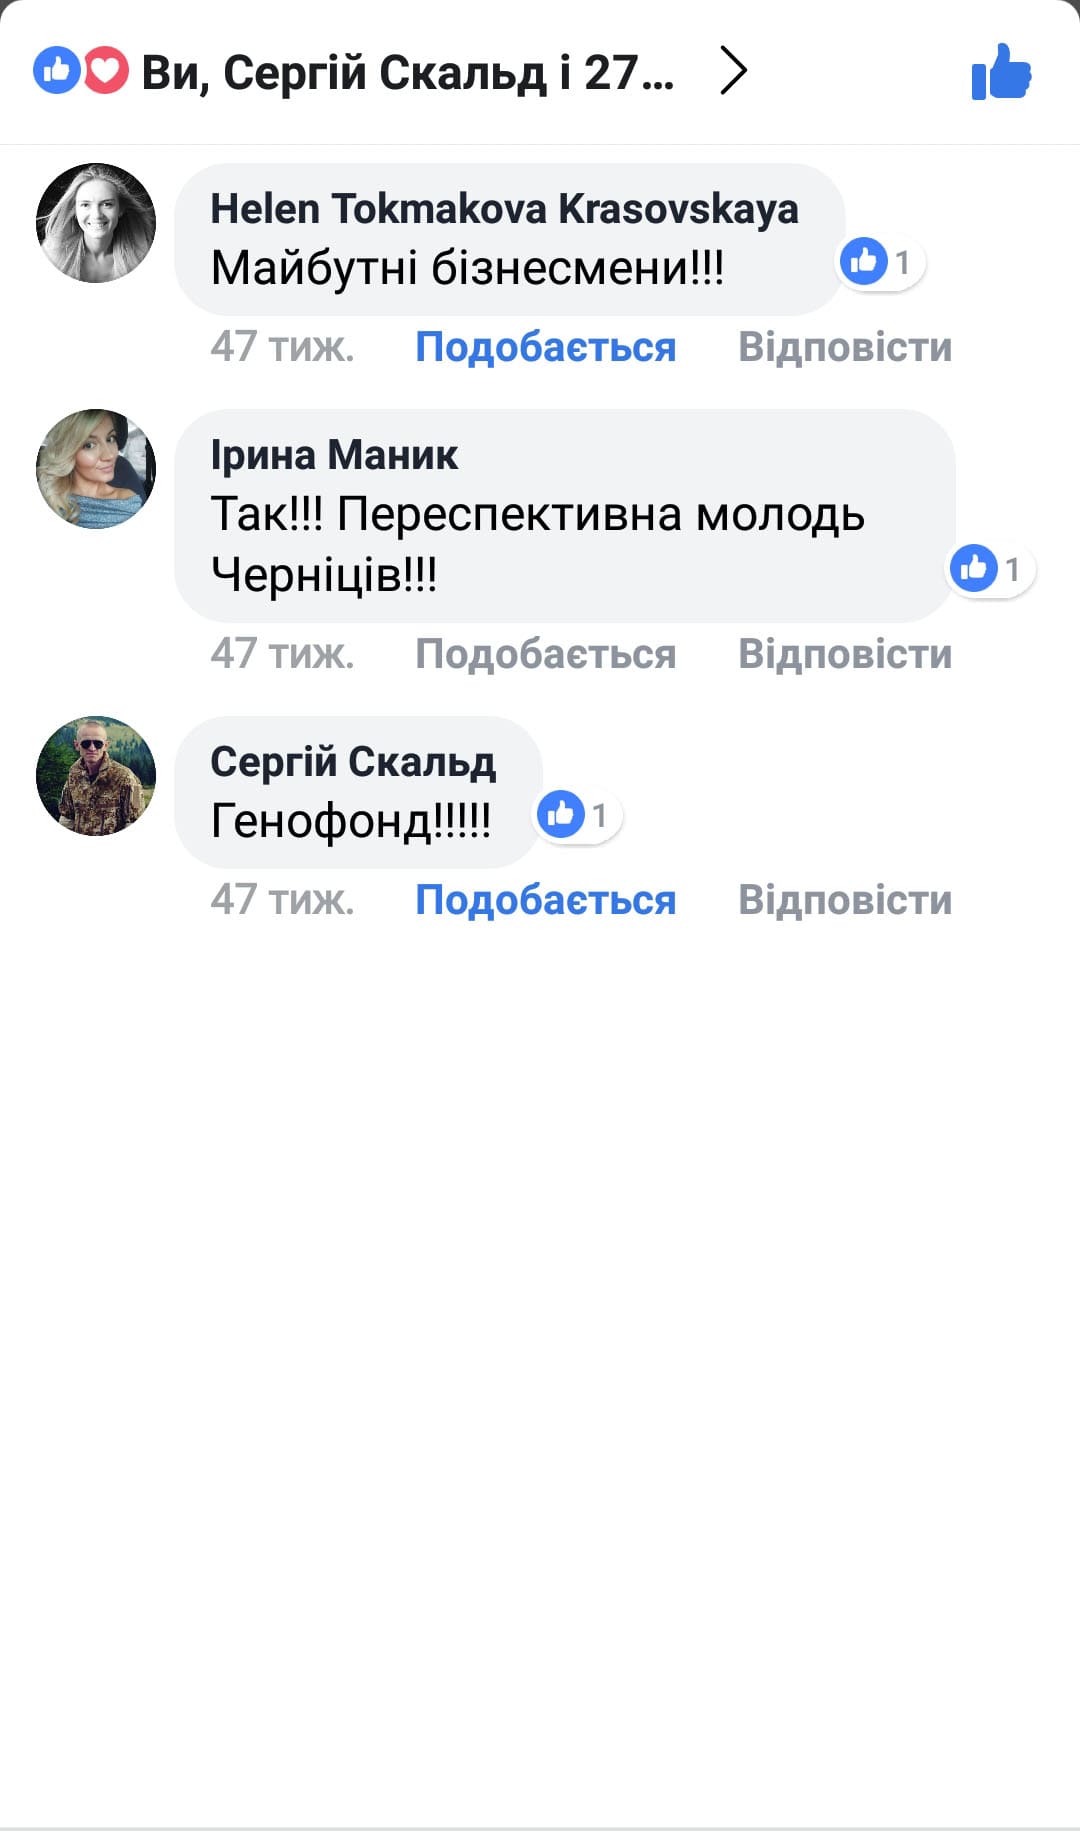 Ви, Сергій Скальд і 27...
Helen Tokmakova Krasovskaya
Майбутні бізнесмени!!!
1
47 тиж. Подобається Відповісти
Ірина Маник
Так!!! Переспективна молодь
Черніців!!!
1
47 тиж. Подобається Відповісти
Сергій Скальд
Генофонд!!!!!
1
47 тиж. Подобається Відповісти